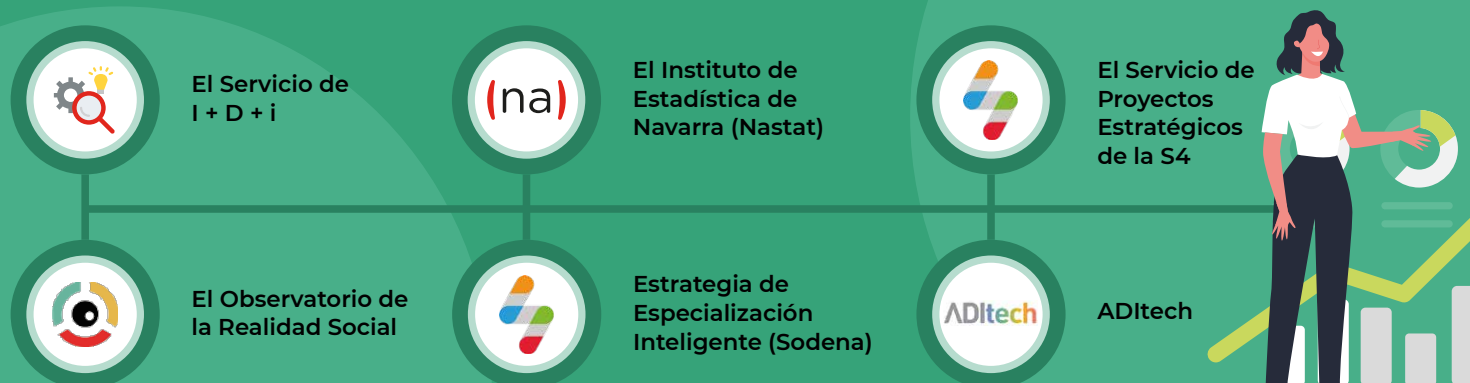 El Servicio de
I + D + i
(na)
El Instituto de
Estadística de
Navarra (Nastat)
El Servicio de
Proyectos
Estratégicos
de la S4
El Observatorio de
la Realidad Social
Estrategia de
Especialización
Inteligente (Sodena)
ADItech
ADItech